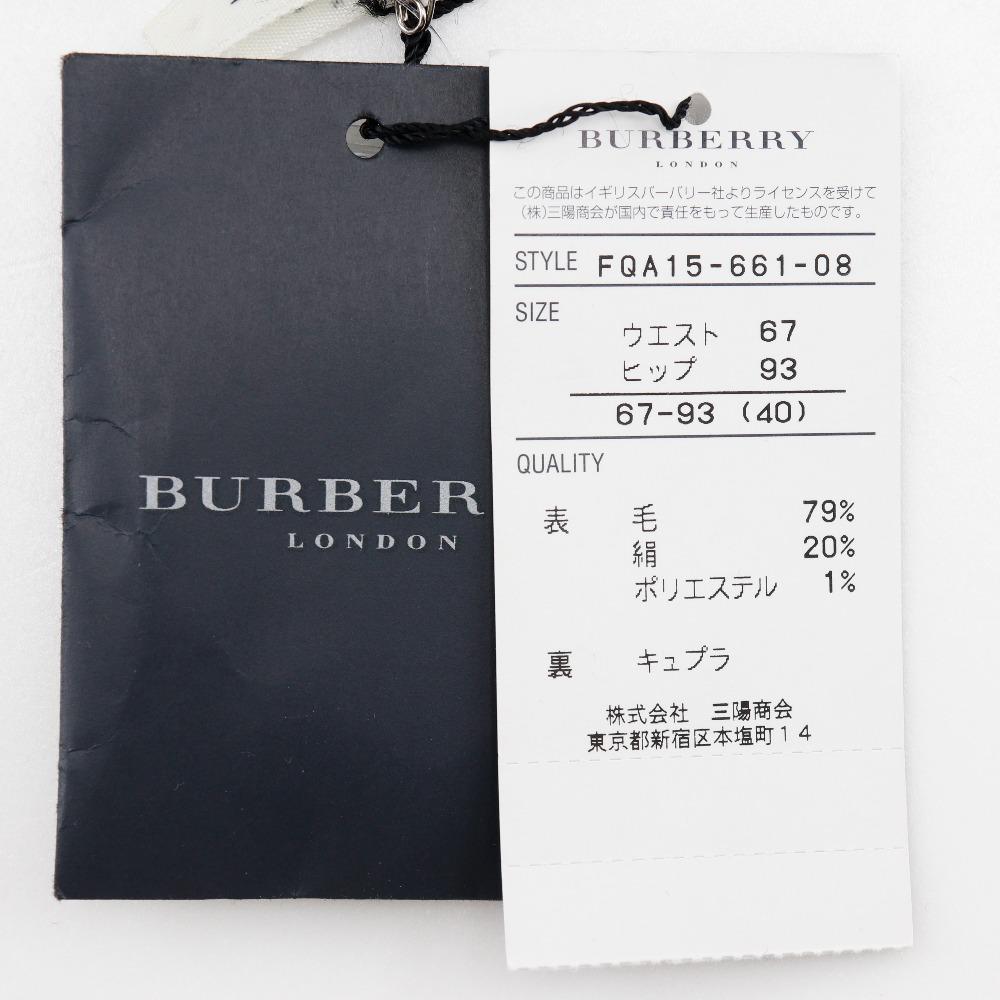 BURBER
LONDON
BURBERRY
LONDON
この商品はイギリスバーバリー社よりライセンスを受けて
(株)三陽商会が国内で責任をもって生産したものです。
STYLE FQA15-661-08
SIZE
ウエスト 67
ヒップ 93
67-93 (40)
QUALITY
表 毛 79%
絹 20%
ポリエステル 1%
裏 キュプラ
株式会社 三陽商会
東京都新宿区本塩町14